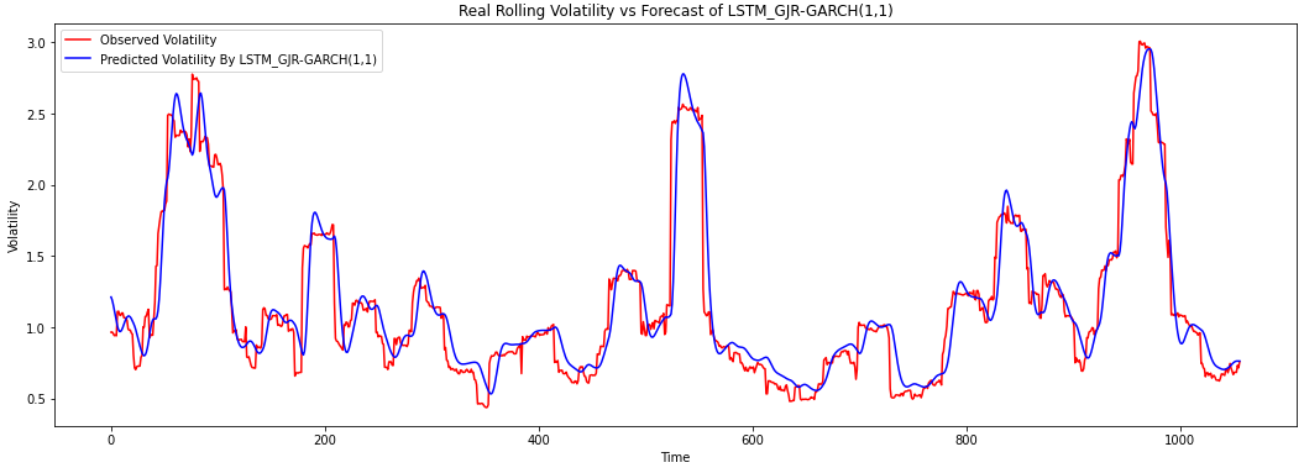 Real Rolling Volatility vs Forecast of LSTM_GJR-GARCH(1,1)
Observed Volatility
Predicted Volatility By LSTM_GJR-GARCH(1,1)
Volatility
3.0
2.5
2.0
1.5
1.0
0.5
0
200
400
600
800
1000
Time